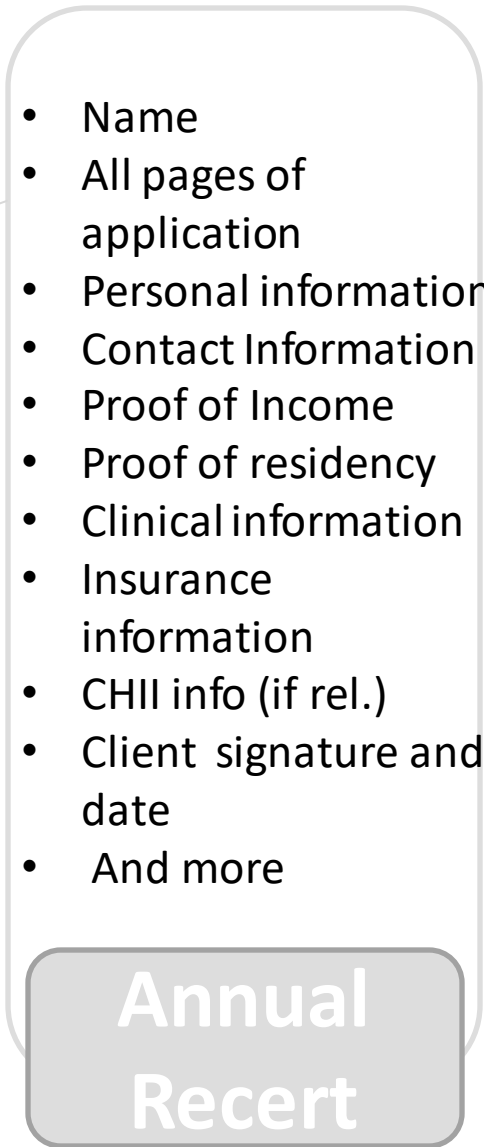 • Name
• All pages of
application
• Personal information
• Contact Information
• Proof of Income
• Proof of residency
• Clinical information
• Insurance
information
• CHII info (if rel.)
• Client signature and
date
• And more
Annual
Recert